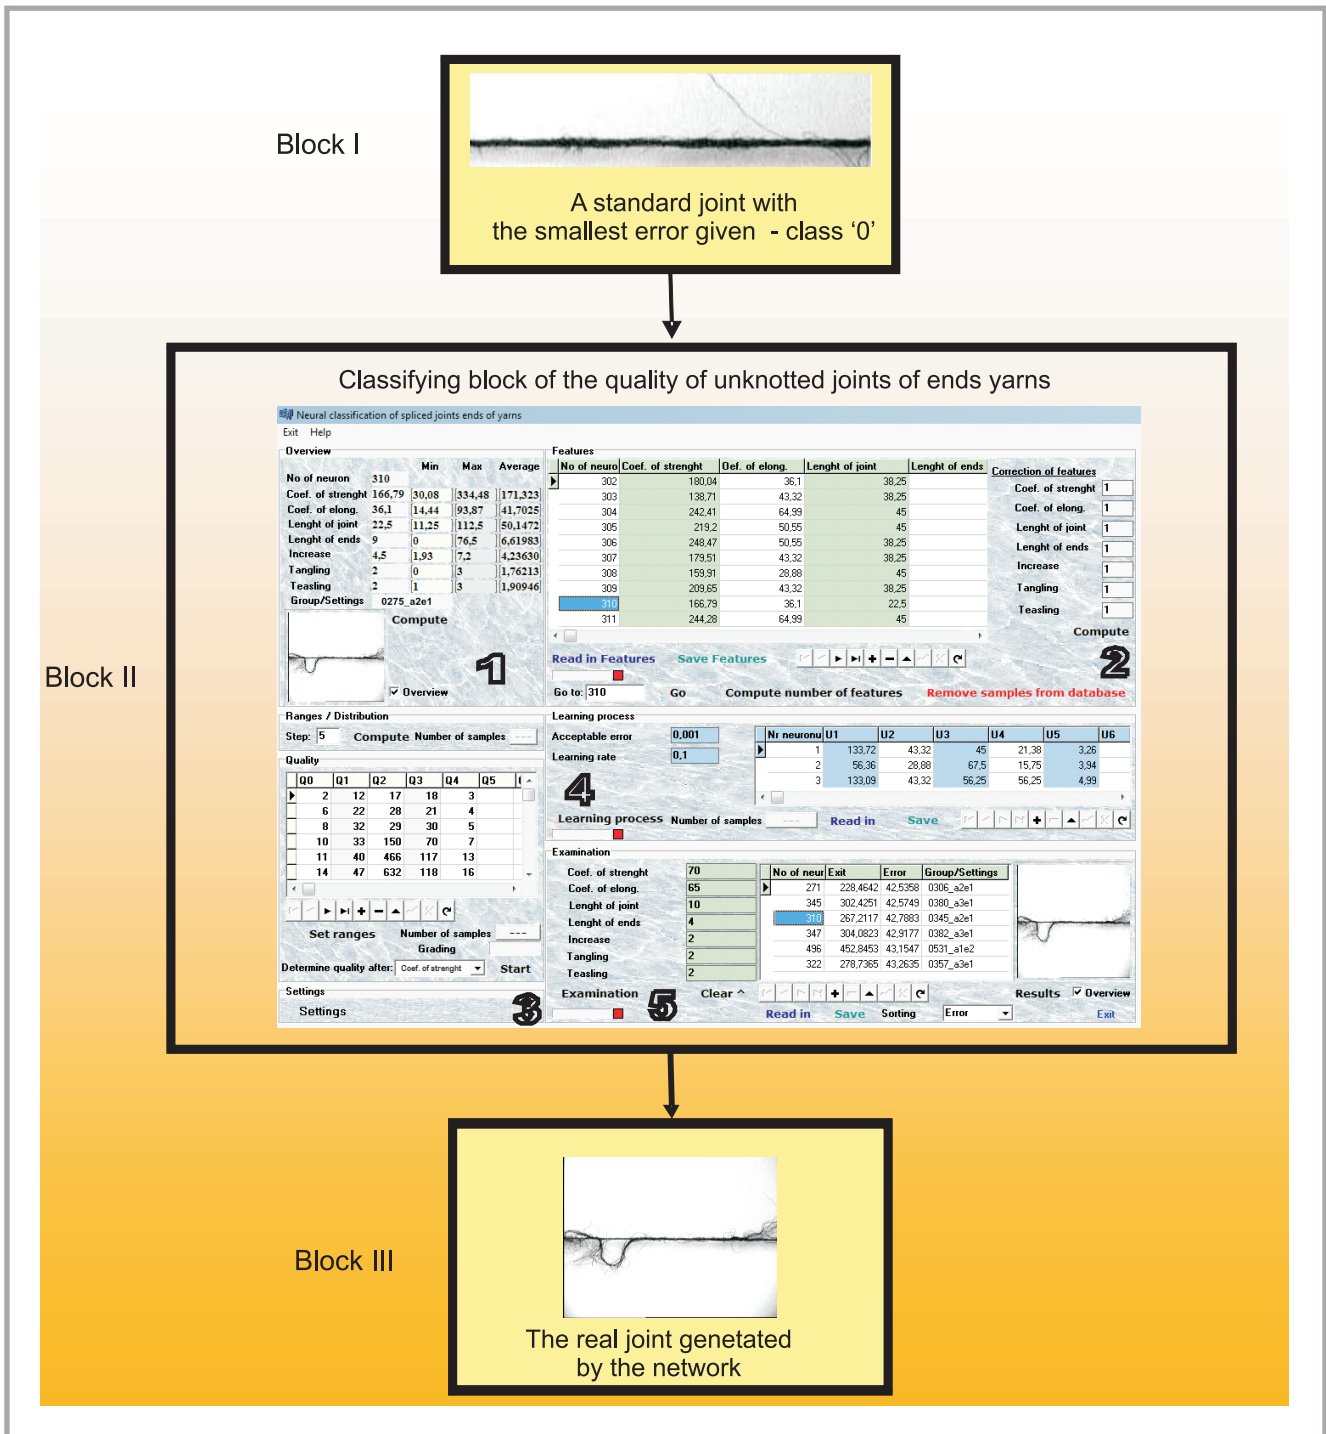 Block I
A standard joint with
the smallest error given - class ‘0’
Block II
Classifying block of the quality of unknotted joints of ends yarns
Neural classification of spliced joints ends of yarns
Exit Help
Overview
Min Max Average
No of neuron 310
Coef. of strenght 166,79 30,08 334,48 171,323
Coef. of elong. 36,1 14,44 93,87 41,7025
Lenght of joint 22,5 11,25 112,5 50,1472
Lenght of ends 9 0 76,5 6,61983
Increase 4,5 1,93 7,2 4,23630
Tangling 2 0 3 1,76213
Teasling 2 1 3 1,90946
Group/Settings 0275_a2e1
Compute
1
Overview
Features
No of neuro Coef. of strenght Oef. of elong. Lenght of joint Lenght of ends
302 180,04 36,1 38,25
303 138,71 43,32 38,25
304 242,41 64,99 45
305 219,2 50,55 45
306 248,47 50,55 38,25
307 179,51 43,32 38,25
308 159,91 28,88 45
309 209,65 43,32 38,25
310 166,79 36,1 22,5
311 244,28 64,99 45
Correction of features
Coef. of strenght 1
Coef. of elong. 1
Lenght of joint 1
Lenght of ends 1
Increase 1
Tangling 1
Teasling 1
Compute
2
Read in Features Save Features
Go to: 310 Go Compute number of features Remove samples from database
Ranges / Distribution
Step: 5 Compute Number of samples ---
Quality
Q0 Q1 Q2 Q3 Q4 Q5
2 12 17 18 3
6 22 28 21 4
8 32 29 30 5
10 33 150 70 7
11 40 466 117 13
14 47 632 118 16
Set ranges Number of samples ---
Grading
Determine quality after: Coef. of strenght Start
Settings
Settings
3
Learning process
Acceptable error 0,001
Learning rate 0,1
4
Nr neuronu U1 U2 U3 U4 U5 U6
1 133,72 43,32 45 21,38 3,26
2 56,36 28,88 67,5 15,75 3,94
3 133,09 43,32 56,25 56,25 4,99
Learning process Number of samples --- Read in Save
Examination
Coef. of strenght 70
Coef. of elong. 65
Lenght of joint 10
Lenght of ends 4
Increase 2
Tangling 2
Teasling 2
No of neur Exit Error Group/Settings
271 228,4642 42,5358 0306_a2e1
345 302,4251 42,5749 0380_a3e1
310 267,2117 42,7883 0345_a2e1
347 304,0823 42,9177 0382_a3e1
496 452,8453 43,1547 0531_a1e2
322 278,7365 43,2635 0357_a3e1
Examination Clear ^
5
Results Overview
Read in Save Sorting Error Exit
Block III
The real joint genetated
by the network